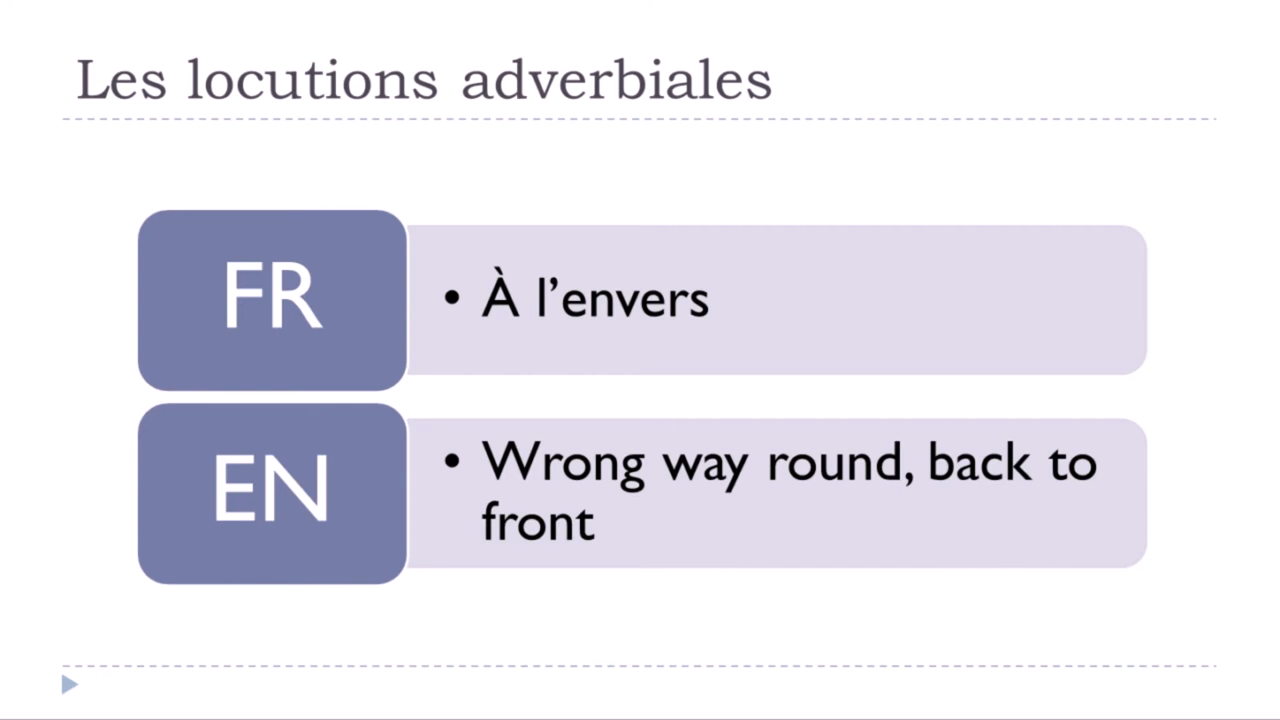 Les locutions adverbiales
FR
• À l’envers
EN
• Wrong way round, back to
front